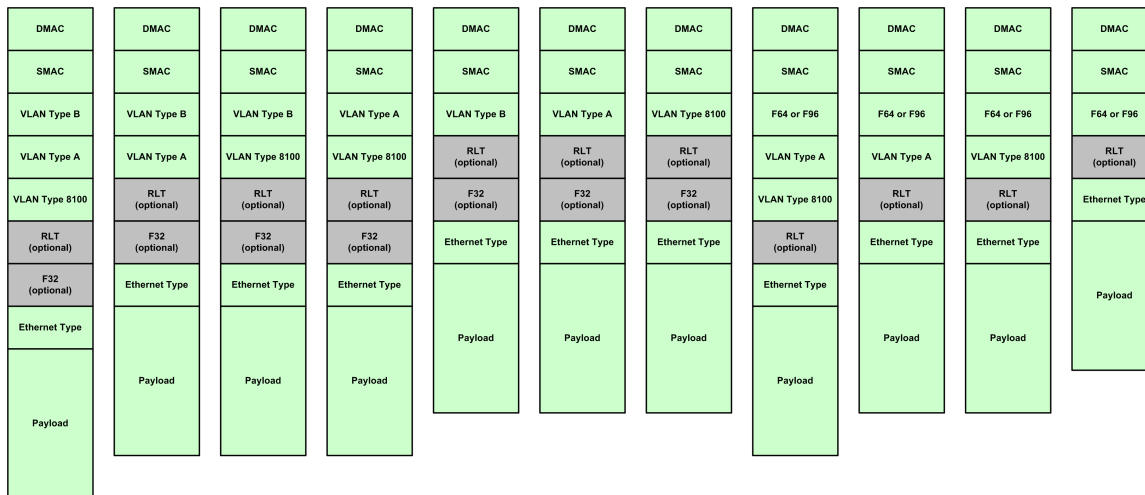 DMAC
SMAC
VLAN Type B
VLAN Type A
VLAN Type 8100
RLT
(optional)
F32
(optional)
Ethernet Type
Payload
DMAC
SMAC
VLAN Type B
VLAN Type A
RLT
(optional)
F32
(optional)
Ethernet Type
Payload
DMAC
SMAC
VLAN Type B
VLAN Type 8100
RLT
(optional)
F32
(optional)
Ethernet Type
Payload
DMAC
SMAC
VLAN Type A
VLAN Type 8100
RLT
(optional)
F32
(optional)
Ethernet Type
Payload
DMAC
SMAC
VLAN Type B
RLT
(optional)
F32
(optional)
Ethernet Type
Payload
DMAC
SMAC
VLAN Type A
RLT
(optional)
F32
(optional)
Ethernet Type
Payload
DMAC
SMAC
VLAN Type 8100
RLT
(optional)
F32
(optional)
Ethernet Type
Payload
DMAC
SMAC
F64 or F96
VLAN Type A
VLAN Type 8100
RLT
(optional)
Ethernet Type
Payload
DMAC
SMAC
F64 or F96
VLAN Type A
RLT
(optional)
Ethernet Type
Payload
DMAC
SMAC
F64 or F96
VLAN Type 8100
RLT
(optional)
Ethernet Type
Payload
DMAC
SMAC
F64 or F96
RLT
(optional)
Ethernet Type
Payload